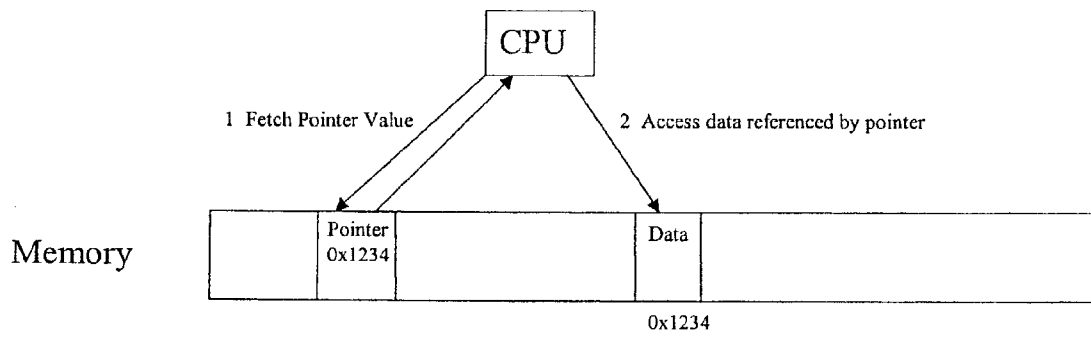 CPU
1 Fetch Pointer Value
2 Access data referenced by pointer
Memory
Pointer
0x1234
Data
0x1234